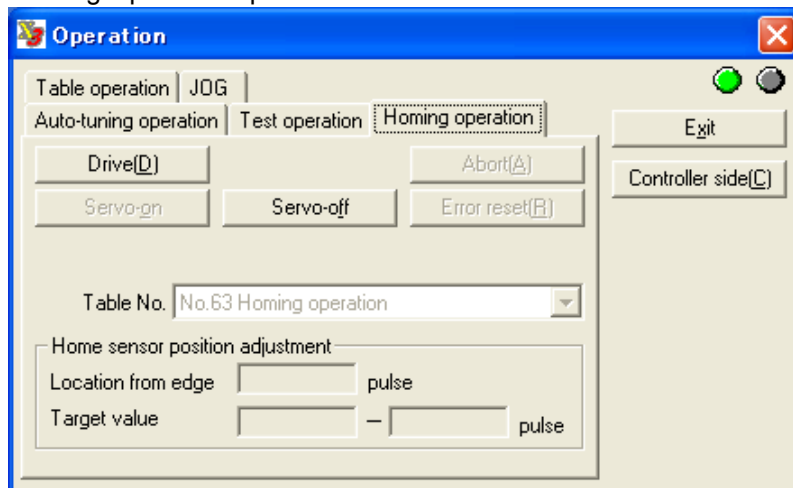 Operation
Table operation JOG
Auto-tuning operation Test operation Homing operation
Exit
Drive(D) Abort(A)
Controller side(C)
Servo-on Servo-off Error reset(R)
Table No. No.63 Homing operation
Home sensor position adjustment
Location from edge pulse
Target value – pulse